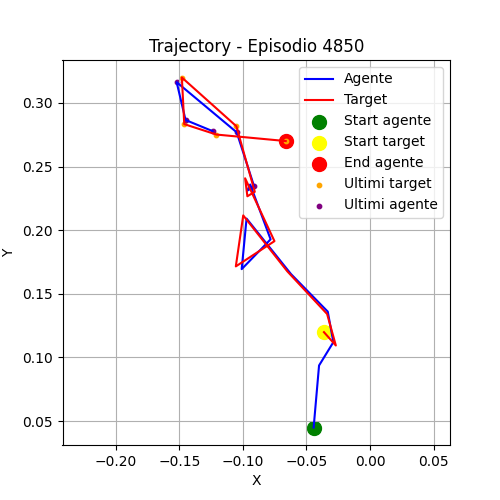 Trajectory - Episodio 4850
Agente
Target
Start agente
Start target
End agente
Ultimi target
Ultimi agente
Y
0.30
0.25
0.20
0.15
0.10
0.05
−0.20
−0.15
−0.10
−0.05
0.00
0.05
X